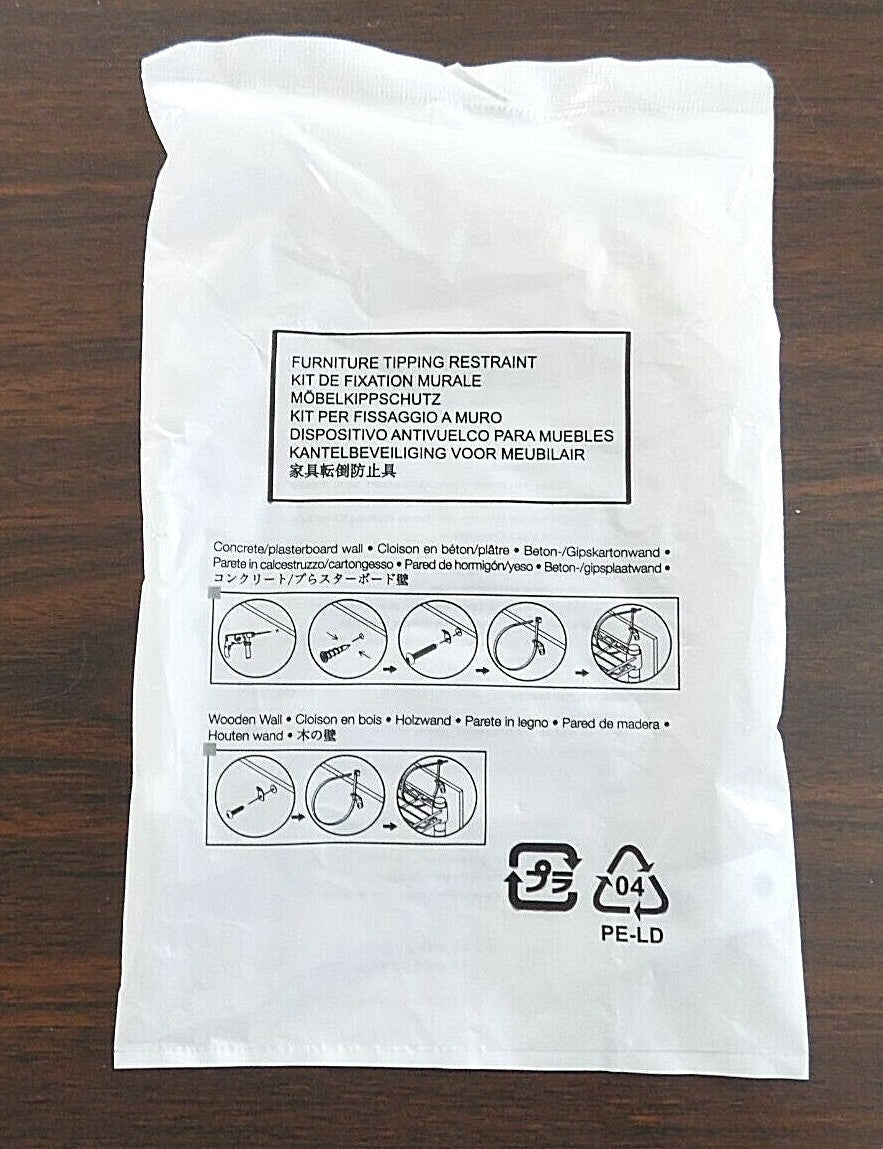 FURNITURE TIPPING RESTRAINT
KIT DE FIXATION MURALE
MÖBELKIPPSCHUTZ
KIT PER FISSAGGIO A MURO
DISPOSITIVO ANTIVUELCO PARA MUEBLES
KANTELBEVEILIGING VOOR MEUBILAIR
家具転倒防止具
Concrete/plasterboard wall • Cloison en béton/plâtre • Beton-/Gipskartonwand •
Parete in calcestruzzo/cartongesso • Pared de hormigón/yeso • Beton-/gipsplaatwand •
コンクリート/プらスターボード壁
Wooden Wall • Cloison en bois • Holzwand • Parete in legno • Pared de madera •
Houten wand • 木の壁
プラ
04
PE-LD